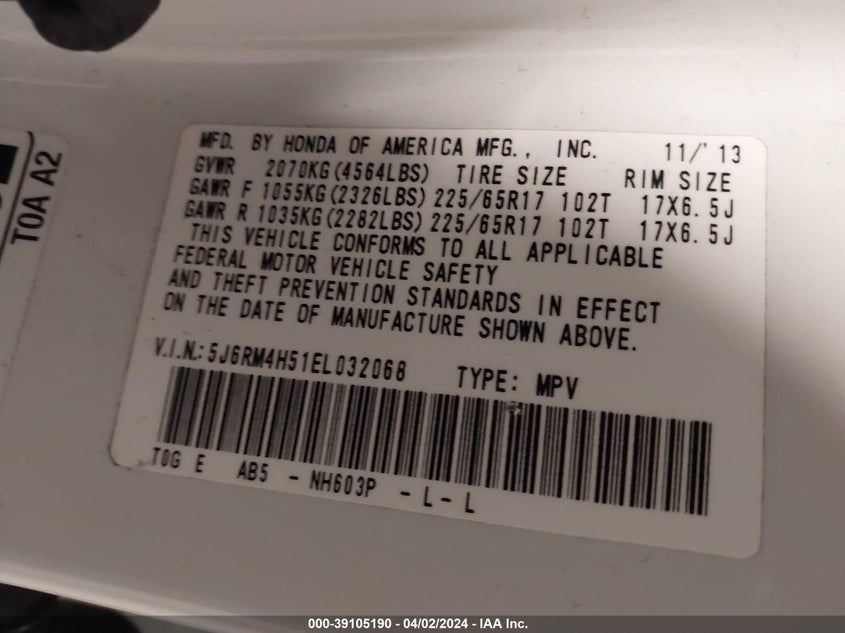 T0A A2
MFD. BY HONDA OF AMERICA MFG., INC. 11/'13
GVWR 2070KG(4564LBS) TIRE SIZE RIM SIZE
GAWR F 1055KG(2326LBS) 225/65R17 102T 17X6.5J
GAWR R 1035KG(2282LBS) 225/65R17 102T 17X6.5J
THIS VEHICLE CONFORMS TO ALL APPLICABLE
FEDERAL MOTOR VEHICLE SAFETY
AND THEFT PREVENTION STANDARDS IN EFFECT
ON THE DATE OF MANUFACTURE SHOWN ABOVE.
V.I.N.: 5J6RM4H51EL032068 TYPE: MPV
T0G E AB5 - NH603P - L - L
000-39105190 - 04/02/2024 - IAA Inc.